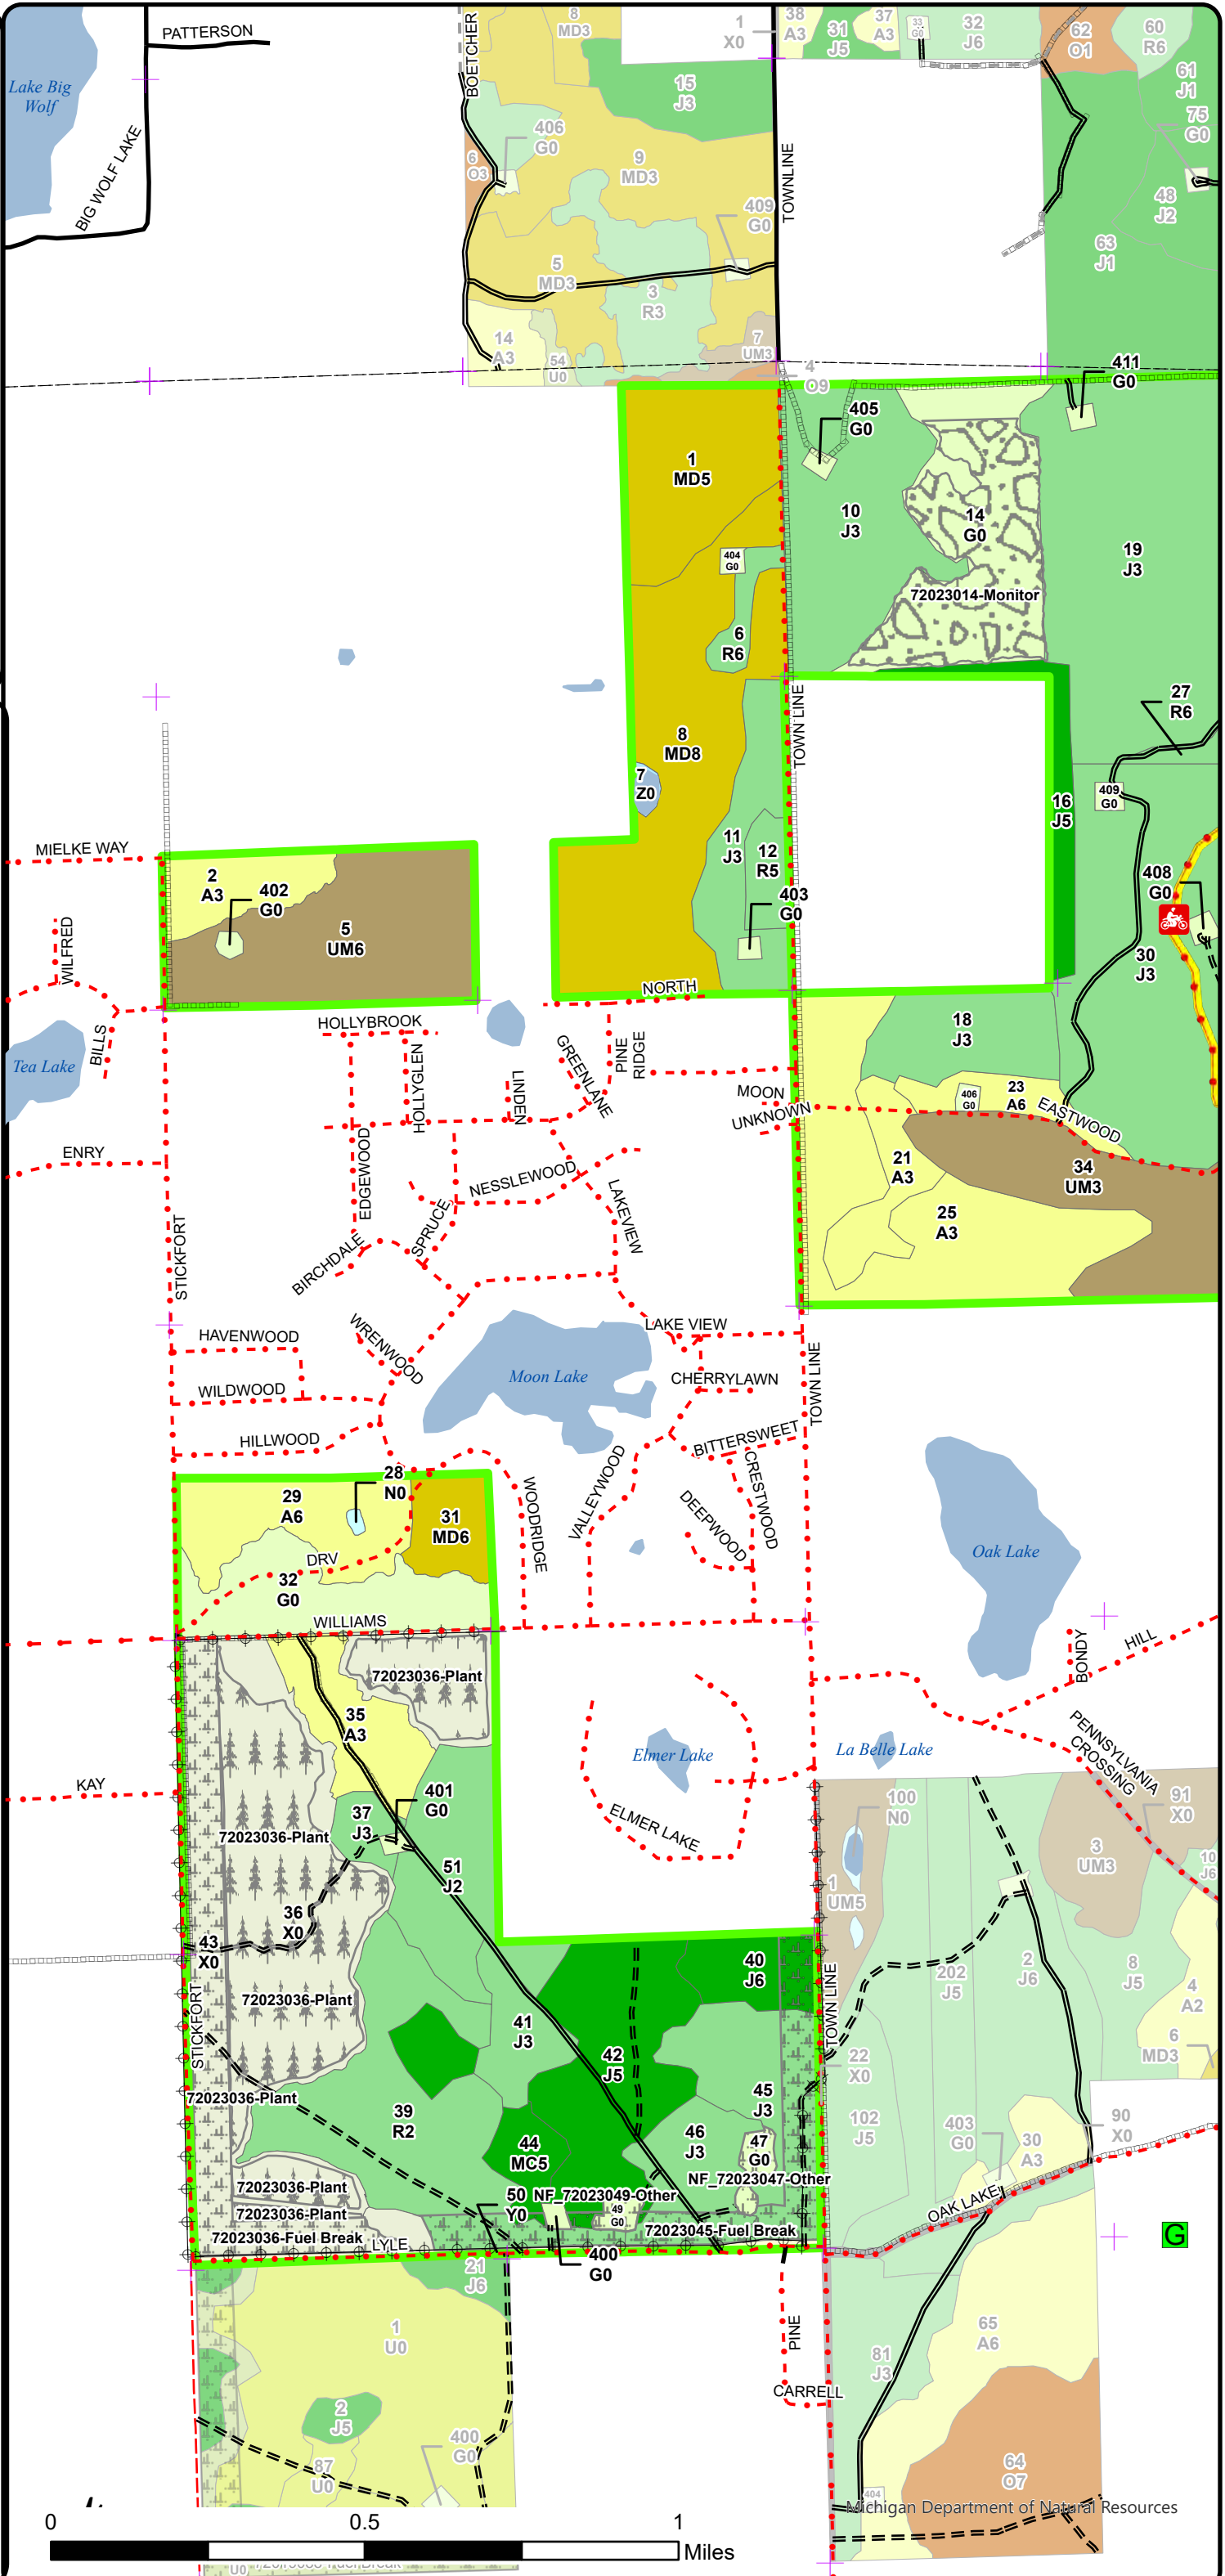 PATTERSON
BOETCHER
8
MD3
1
X0
38
A3
31
J5
37
A3
33
G0
32
J6
62
O1
60
R6
Lake Big
Wolf
15
J3
61
J1
75
G0
BIG WOLF LAKE
406
G0
9
MD3
TOWNLINE
6
O3
409
G0
48
J2
63
J1
5
MD3
3
R3
14
A3
54
U0
7
UM3
4
O9
411
G0
405
G0
1
MD5
10
J3
14
G0
19
J3
404
G0
72023014-Monitor
6
R6
27
R6
TOWN LINE
8
MD8
7
Z0
409
G0
16
J5
11
J3
12
R5
MIELKE WAY
2
A3
402
G0
408
G0
403
G0
5
UM6
WILFRED
30
J3
NORTH
BILLS
HOLLYBROOK
18
J3
Tea Lake
HOLLYGLEN
LINDEN
GREENLANE
PINE
RIDGE
MOON
UNKNOWN
406
G0
23
A6
EASTWOOD
ENRY
EDGEWOOD
NESSLEWOOD
21
A3
34
UM3
SPRUCE
LAKEVIEW
25
A3
STICKFORT
BIRCHDALE
HAVENWOOD
WRENWOOD
LAKE VIEW
Moon Lake
CHERRYLAWN
TOWN LINE
WILDWOOD
HILLWOOD
BITTERSWEET
28
N0
29
A6
31
MD6
WOODRIDGE
VALLEYWOOD
DEEPWOOD
CRESTWOOD
Oak Lake
DRV
32
G0
WILLIAMS
BONDY
HILL
72023036-Plant
35
A3
Elmer Lake
La Belle Lake
PENNSYLVANIA
CROSSING
KAY
401
G0
37
J3
ELMER LAKE
100
N0
91
X0
72023036-Plant
51
J2
3
UM3
10
J6
1
UM5
36
X0
43
X0
40
J6
2
J6
202
J5
8
J5
72023036-Plant
4
A2
STICKFORT
41
J3
TOWN LINE
42
J5
6
MD3
22
X0
72023036-Plant
45
J3
39
R2
102
J5
403
G0
90
X0
44
MC5
46
J3
47
G0
30
A3
72023036-Plant
NF_72023047-Other
50
Y0
NF_72023049-Other
49
G0
72023036-Plant
OAK LAKE
72023036-Fuel Break
72023045-Fuel Break
LYLE
G
400
G0
21
J6
1
U0
PINE
65
A6
81
J3
CARRELL
2
J5
400
G0
87
U0
64
O7
404
Michigan Department of Natural Resources
0
0.5
1
Miles
U0